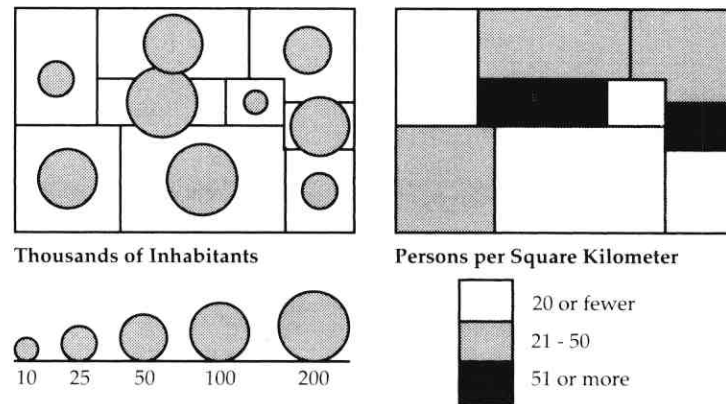 Thousands of Inhabitants
10 25 50 100 200
Persons per Square Kilometer
20 or fewer
21 - 50
51 or more